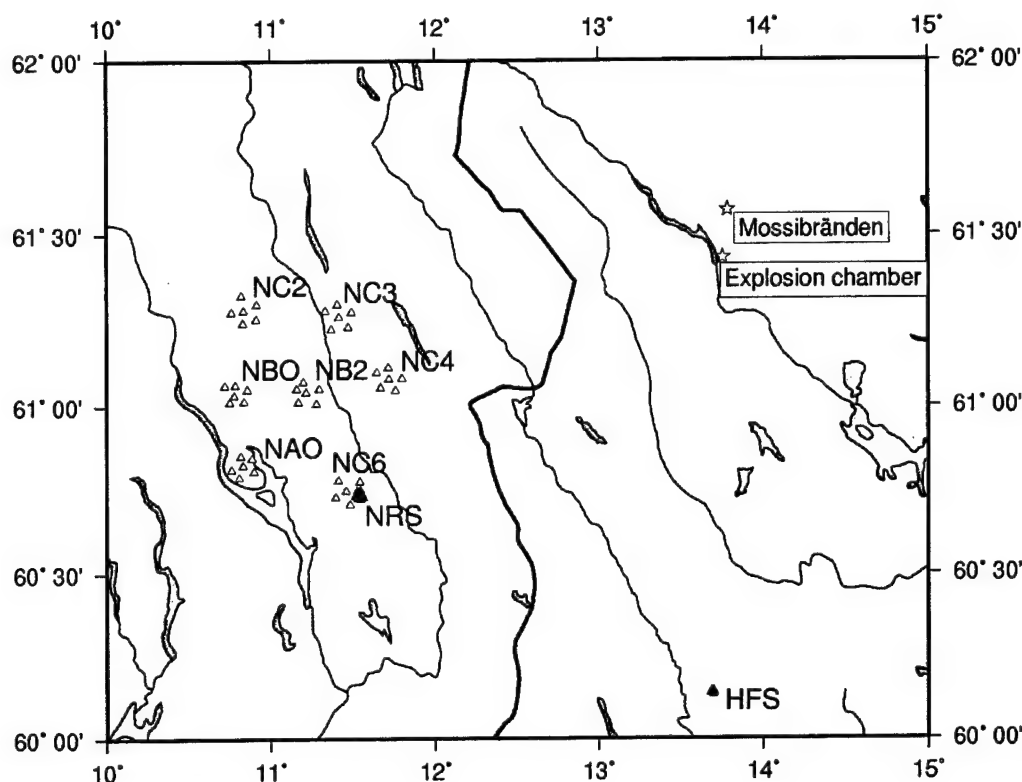 10° 11° 12° 13° 14° 15°
62° 00' 62° 00'
61° 30' 61° 30'
Mossibränden
Explosion chamber
NC2 NC3
NC4
NBO NB2
61° 00' 61° 00'
NAO NC6
NRS
60° 30' 60° 30'
HFS
60° 00' 60° 00'
10° 11° 12° 13° 14° 15°